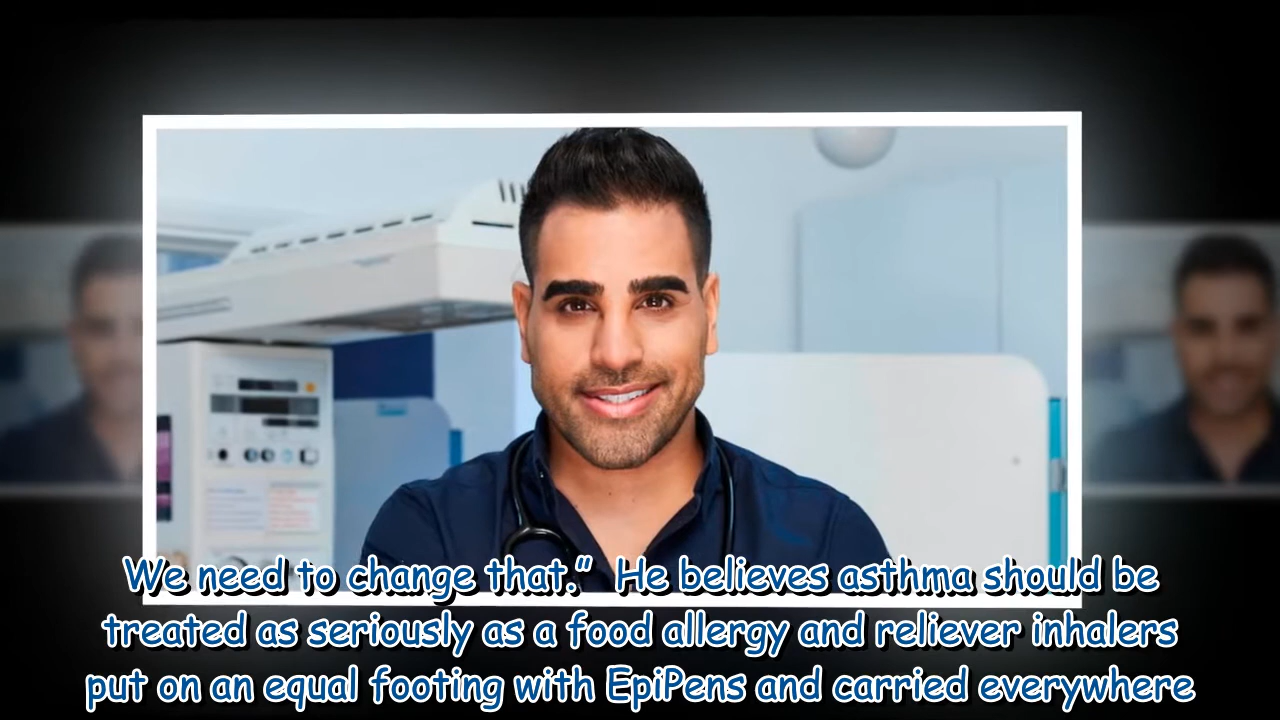 We need to change that.”  He believes asthma should be
treated as seriously as a food allergy and reliever inhalers
put on an equal footing with EpiPens and carried everywhere